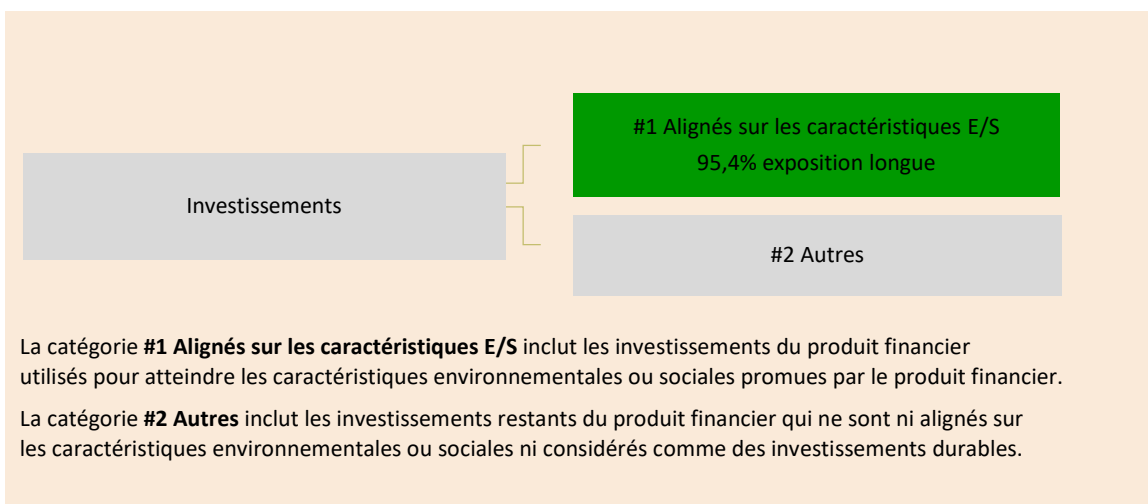 #1 Alignés sur les caractéristiques E/S
95,4% exposition longue
Investissements
#2 Autres
La catégorie #1 Alignés sur les caractéristiques E/S inclut les investissements du produit financier
utilisés pour atteindre les caractéristiques environnementales ou sociales promues par le produit financier.
La catégorie #2 Autres inclut les investissements restants du produit financier qui ne sont ni alignés sur
les caractéristiques environnementales ou sociales ni considérés comme des investissements durables.